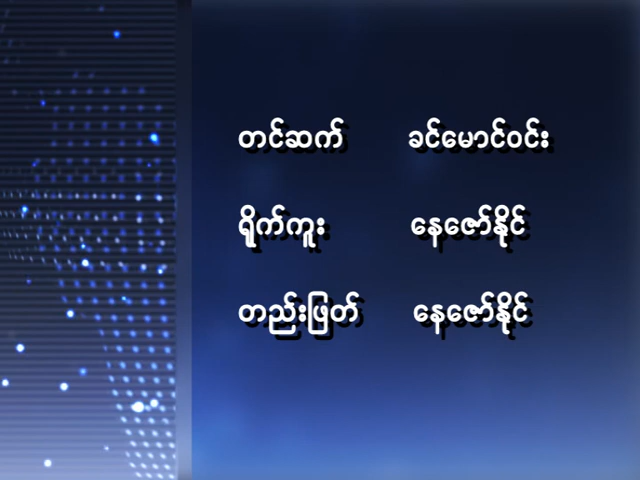 တင်ဆက် ခင်မောင်ဝင်း
ရိုက်ကူး နေဇော်နိုင်
တည်းဖြတ် နေဇော်နိုင်